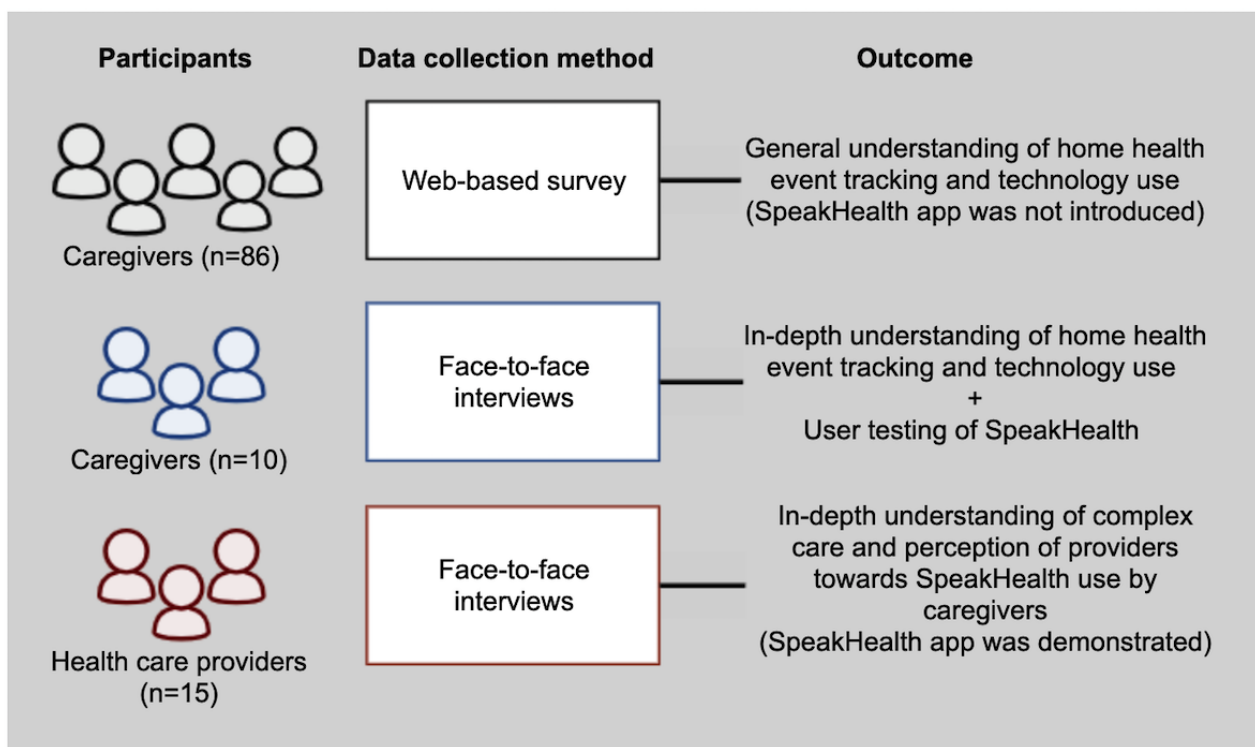 Participants
Data collection method
Outcome
Caregivers (n=86)
Web-based survey
General understanding of home health
event tracking and technology use
(SpeakHealth app was not introduced)
Caregivers (n=10)
Face-to-face
interviews
In-depth understanding of home health
event tracking and technology use
+
User testing of SpeakHealth
Health care providers
(n=15)
Face-to-face
interviews
In-depth understanding of complex
care and perception of providers
towards SpeakHealth use by
caregivers
(SpeakHealth app was demonstrated)